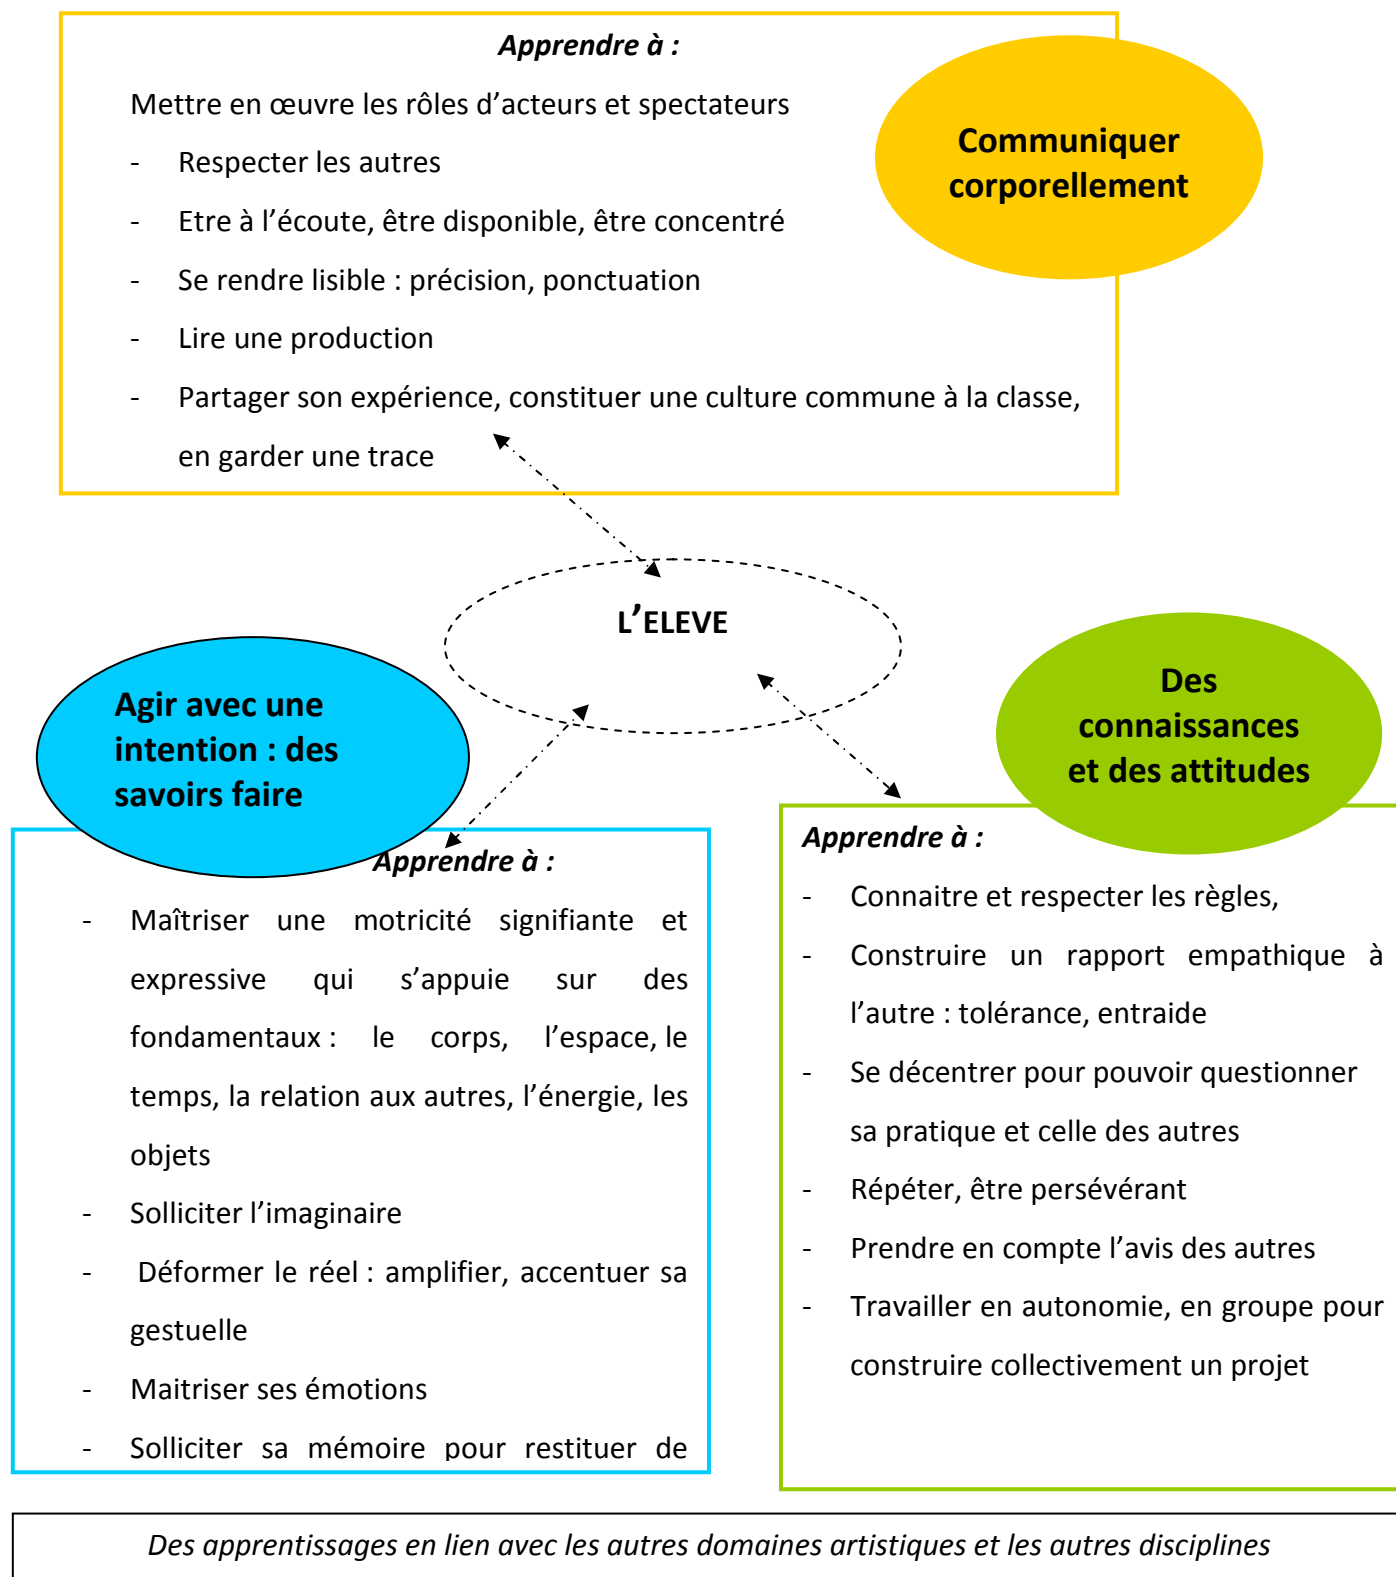 Apprendre à :
Mettre en œuvre les rôles d’acteurs et spectateurs
- Respecter les autres
- Etre à l’écoute, être disponible, être concentré
- Se rendre lisible : précision, ponctuation
- Lire une production
- Partager son expérience, constituer une culture commune à la classe,
en garder une trace
Communiquer
corporellement
L’ELEVE
Agir avec une
intention : des
savoirs faire
Apprendre à :
- Maîtriser une motricité signifiante et
expressive qui s’appuie sur des
fondamentaux : le corps, l’espace, le
temps, la relation aux autres, l’énergie, les
objets
- Solliciter l’imaginaire
- Déformer le réel : amplifier, accentuer sa
gestuelle
- Maitriser ses émotions
- Solliciter sa mémoire pour restituer de
Des
connaissances
et des attitudes
Apprendre à :
- Connaitre et respecter les règles,
- Construire un rapport empathique à
l’autre : tolérance, entraide
- Se décentrer pour pouvoir questionner
sa pratique et celle des autres
- Répéter, être persévérant
- Prendre en compte l’avis des autres
- Travailler en autonomie, en groupe pour
construire collectivement un projet
Des apprentissages en lien avec les autres domaines artistiques et les autres disciplines